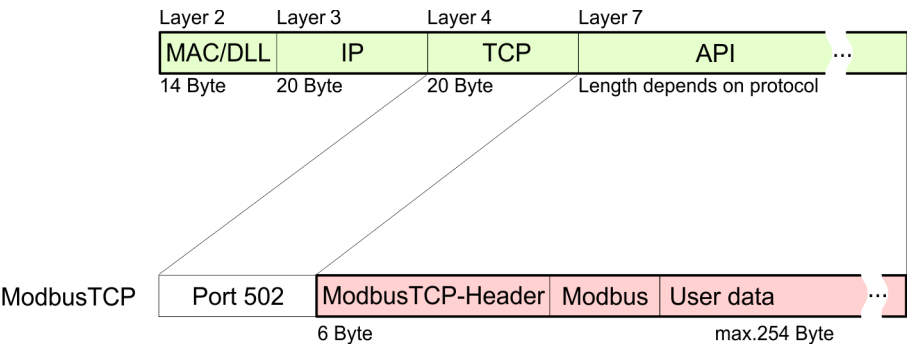 Layer 2 Layer 3 Layer 4 Layer 7
MAC/DLL IP TCP API ...
14 Byte 20 Byte 20 Byte Length depends on protocol
ModbusTCP Port 502 ModbusTCP-Header Modbus User data ...
6 Byte max.254 Byte